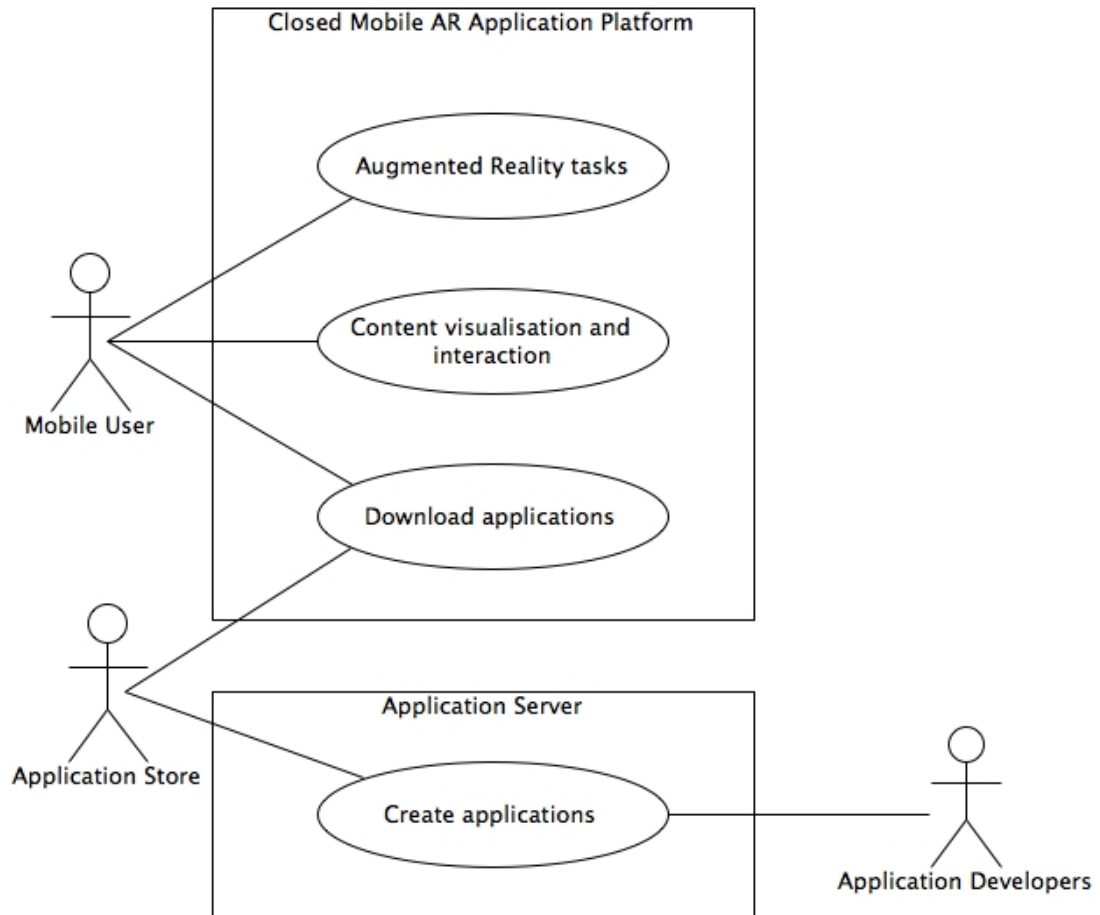 Closed Mobile AR Application Platform
Augmented Reality tasks
Content visualisation and
interaction
Mobile User
Download applications
Application Server
Application Store
Create applications
Application Developers